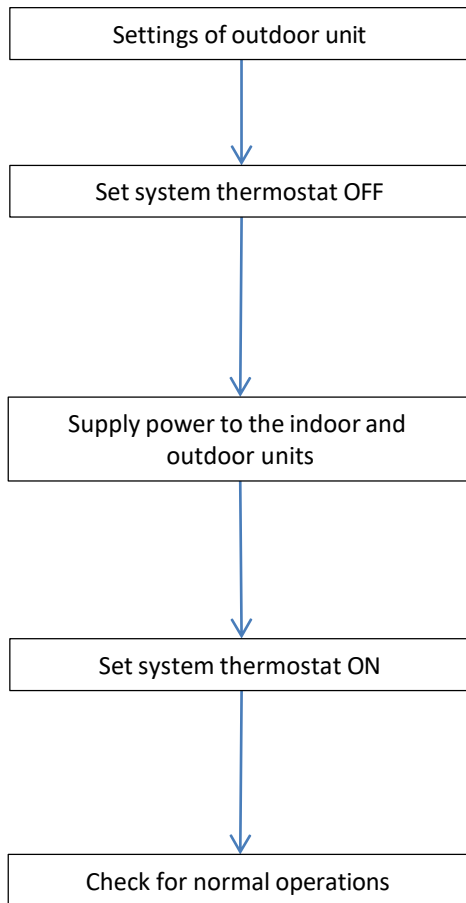 Settings of outdoor unit
Set system thermostat OFF
Supply power to the indoor and
outdoor units
Set system thermostat ON
Check for normal operations